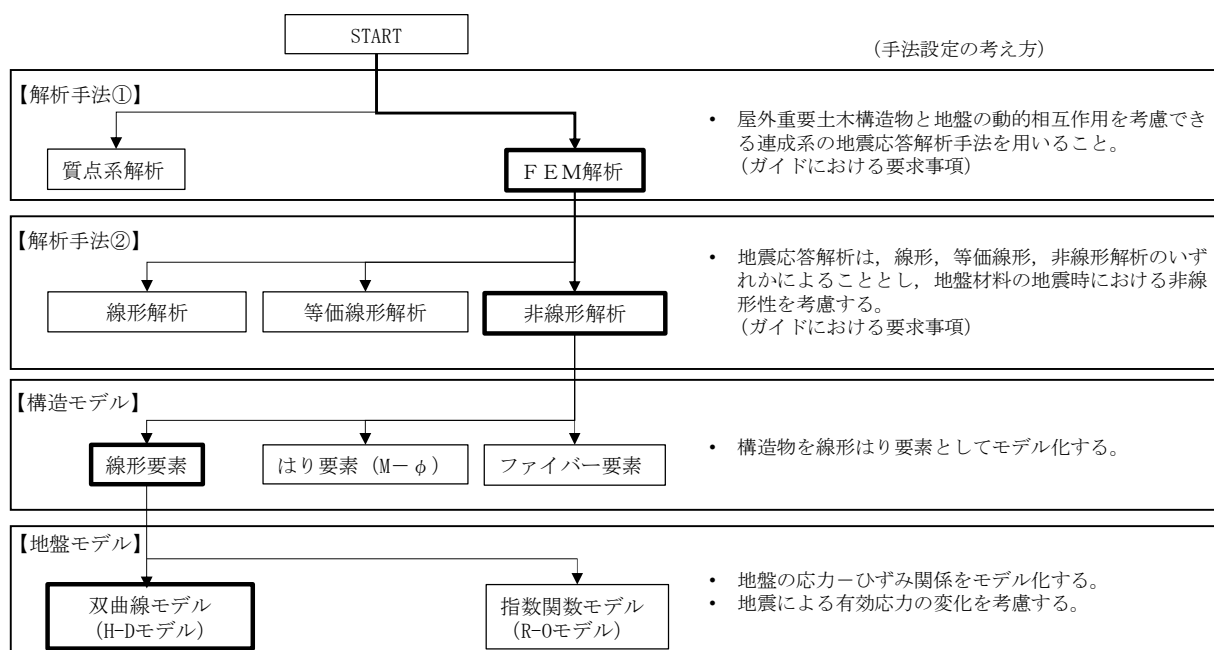 START
(手法設定の考え方)
【解析手法①】
質点系解析
ＦＥＭ解析
• 屋外重要土木構造物と地盤の動的相互作用を考慮でき
る連成系の地震応答解析手法を用いること。
(ガイドにおける要求事項)
【解析手法②】
線形解析
等価線形解析
非線形解析
• 地震応答解析は，線形，等価線形，非線形解析のいず
れかによることとし，地盤材料の地震時における非線
形性を考慮する。
(ガイドにおける要求事項)
【構造モデル】
線形要素
はり要素（M－φ）
ファイバー要素
• 構造物を線形はり要素としてモデル化する。
【地盤モデル】
双曲線モデル
(H-Dモデル)
指数関数モデル
(R-Oモデル)
• 地盤の応力－ひずみ関係をモデル化する。
• 地震による有効応力の変化を考慮する。